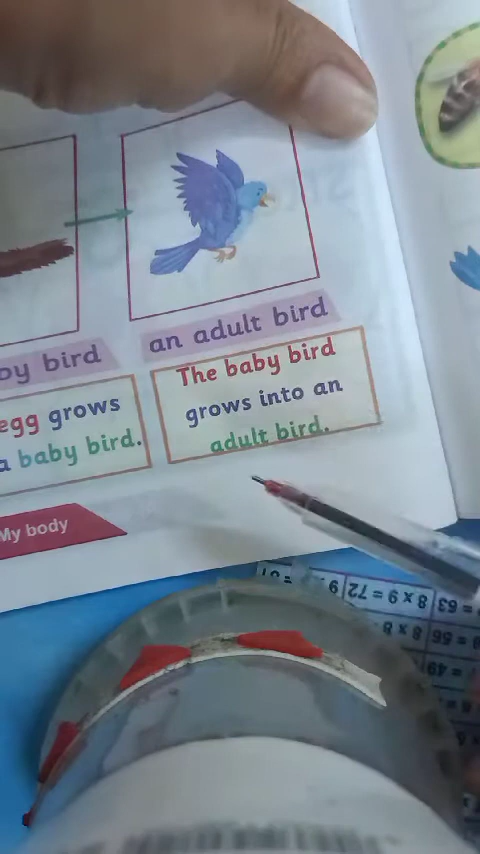 by bird
an adult bird
egg grows
a baby bird.
The baby bird
grows into an
adult bird.
My body
8 x 9 = 72